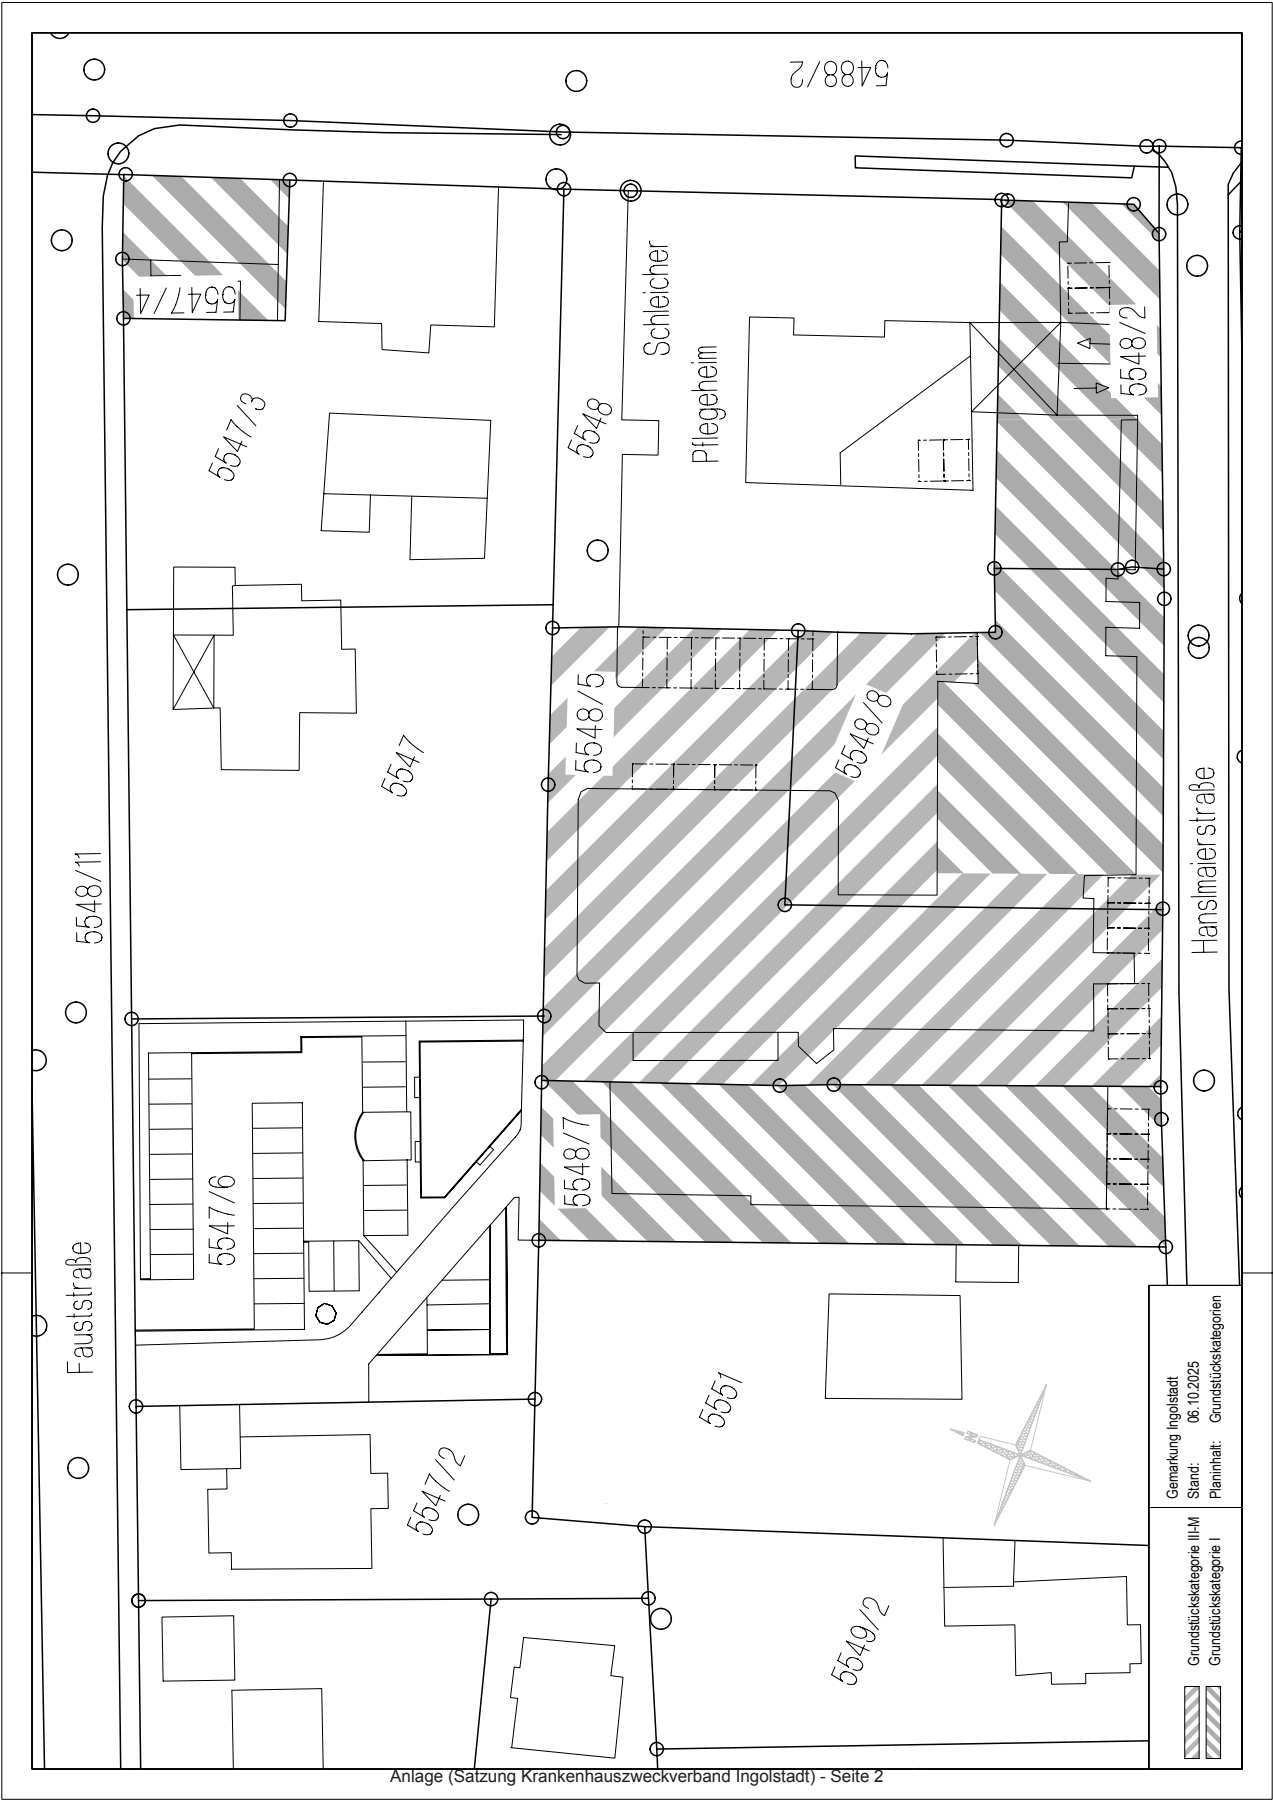 5488/2
5547/4
5547/3
5548
Schleicher
Pflegeheim
5548/2
5547
5548/5
5548/8
5548/11
Hanslmaierstraße
5547/6
5548/7
Fauststraße
5551
5547/2
5549/2
N
Gemarkung Ingolstadt
Stand: 06.10.2025
Planinhalt: Grundstückskategorien
Grundstückskategorie III-M
Grundstückskategorie I
Anlage (Satzung Krankenhauszweckverband Ingolstadt) - Seite 2